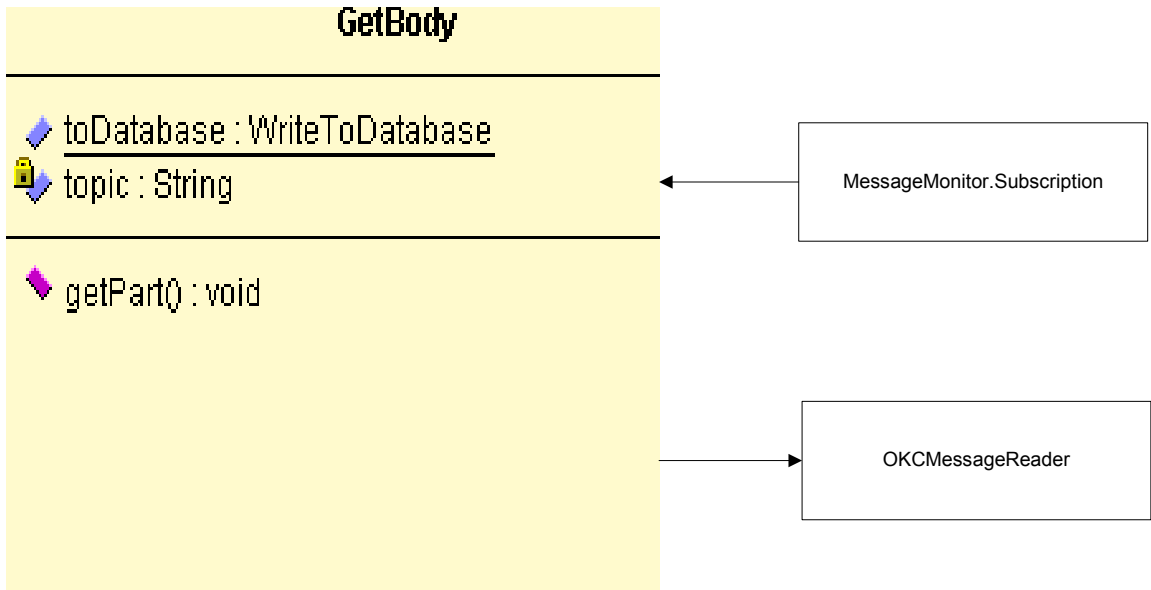 GetBody
toDatabase : WriteToDatabase
topic : String
MessageMonitor.Subscription
getPart() : void
OKCMessageReader